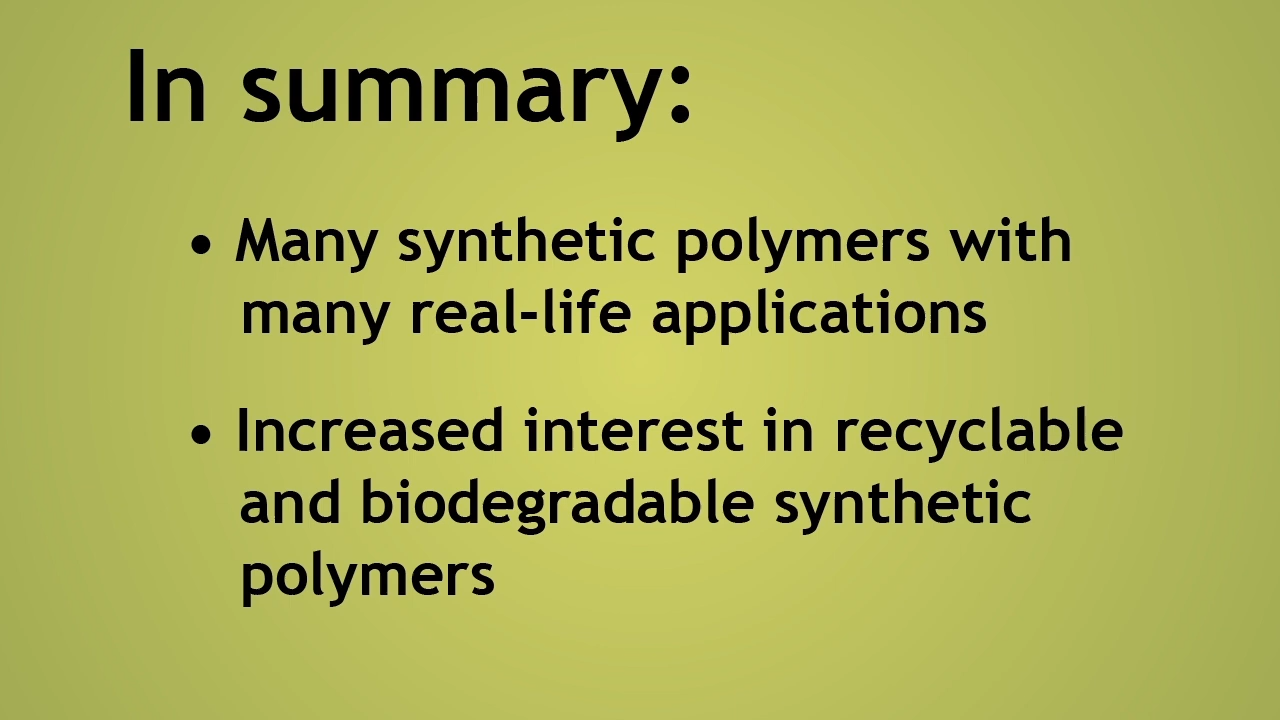 In summary:
• Many synthetic polymers with
many real-life applications
• Increased interest in recyclable
and biodegradable synthetic
polymers